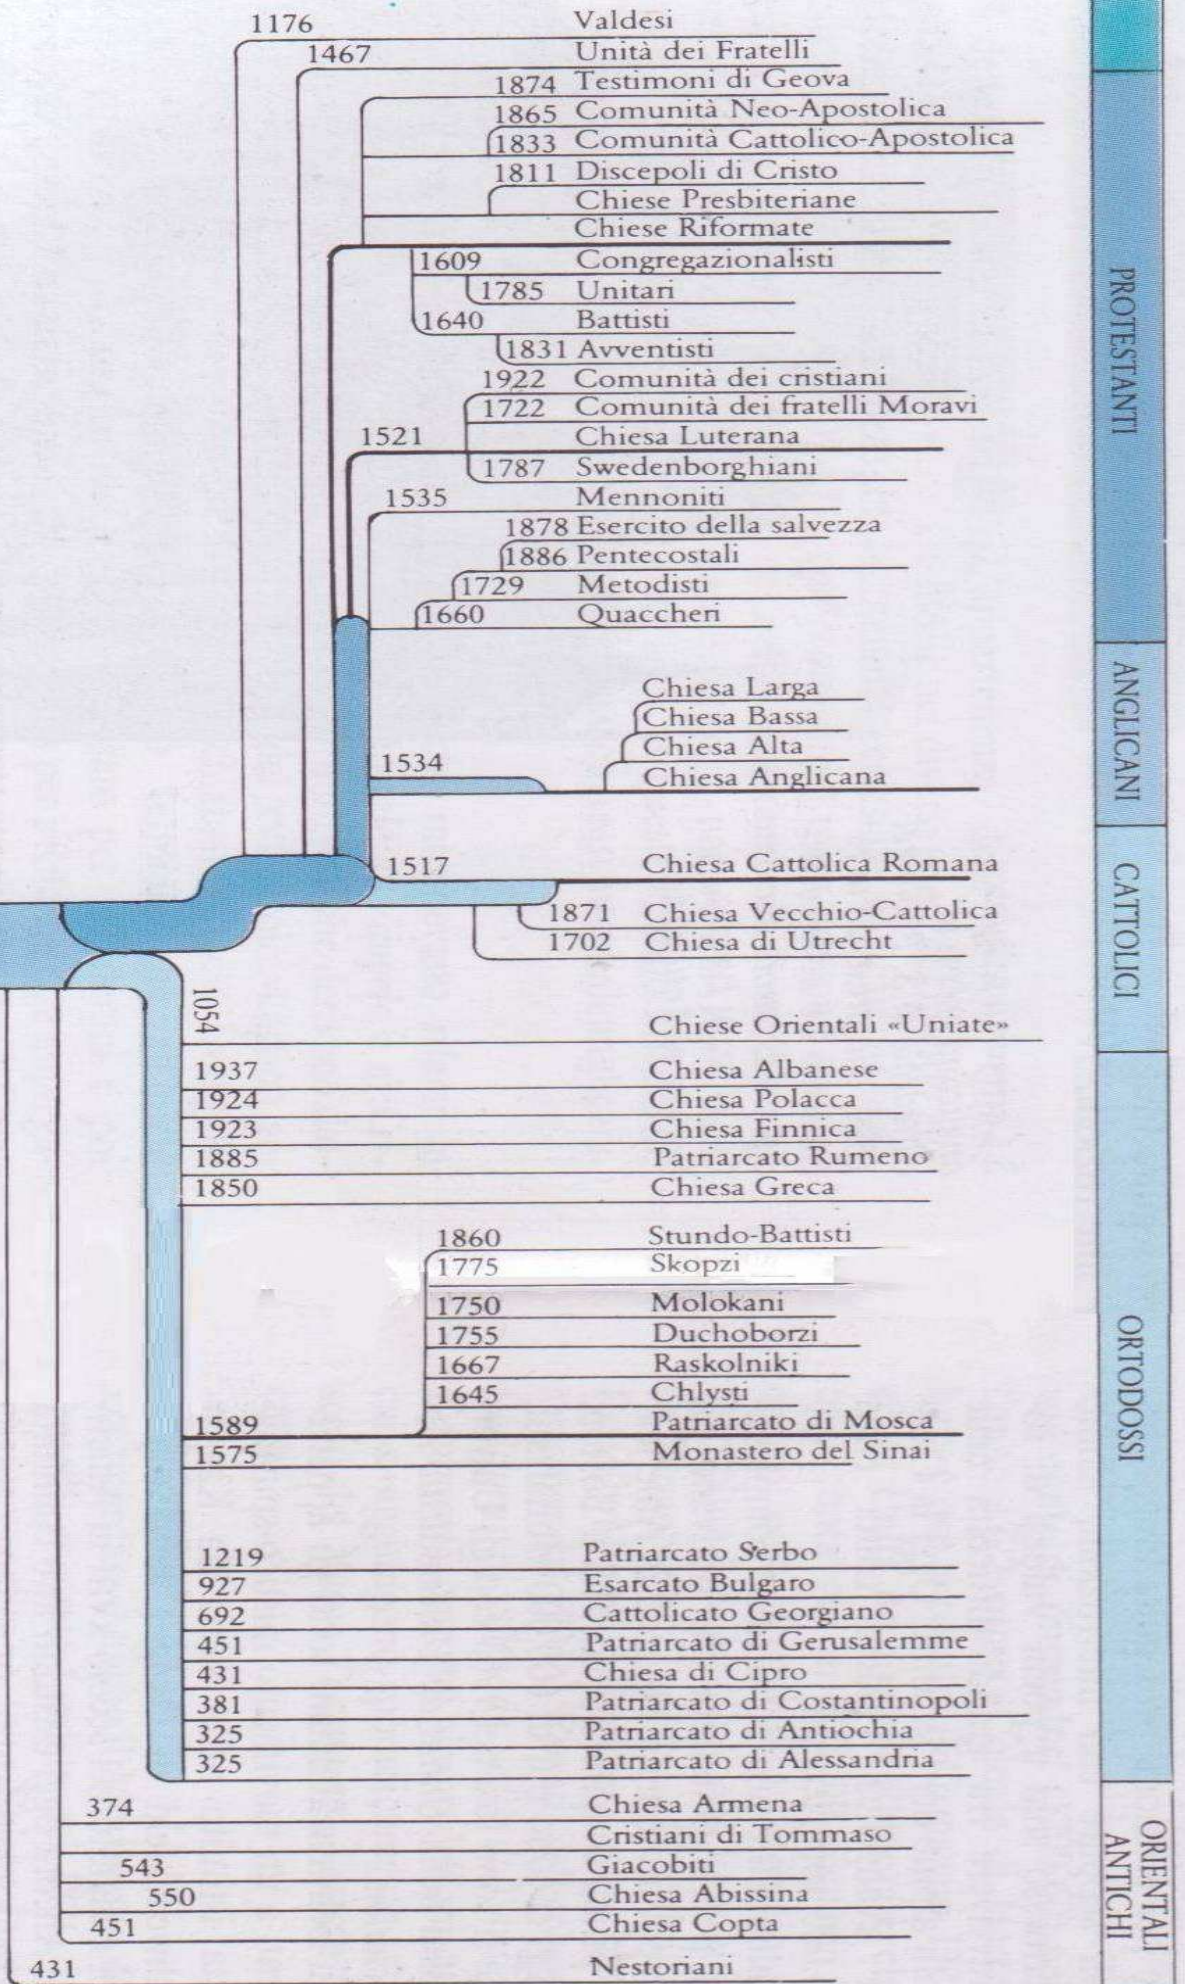 1176 Valdesi
1467 Unità dei Fratelli
1874 Testimoni di Geova
1865 Comunità Neo-Apostolica
1833 Comunità Cattolico-Apostolica
1811 Discepoli di Cristo
Chiese Presbiteriane
Chiese Riformate
1609 Congregazionalisti
1785 Unitari
1640 Battisti
1831 Avventisti
1922 Comunità dei cristiani
1722 Comunità dei fratelli Moravi
1521 Chiesa Luterana
1787 Swedenborghiani
1535 Mennoniti
1878 Esercito della salvezza
1886 Pentecostali
1729 Metodisti
1660 Quaccheri
PROTESTANTI
Chiesa Larga
Chiesa Bassa
Chiesa Alta
1534 Chiesa Anglicana
ANGLICANI
1517 Chiesa Cattolica Romana
1871 Chiesa Vecchio-Cattolica
1702 Chiesa di Utrecht
1054 Chiese Orientali «Uniate»
CATTOLICI
1937 Chiesa Albanese
1924 Chiesa Polacca
1923 Chiesa Finnica
1885 Patriarcato Rumeno
1850 Chiesa Greca
1860 Stundo-Battisti
1775 Skopzi
1750 Molokani
1755 Duchoborzi
1667 Raskolniki
1645 Chlysti
1589 Patriarcato di Mosca
1575 Monastero del Sinai
1219 Patriarcato Serbo
927 Esarcato Bulgaro
692 Cattolicato Georgiano
451 Patriarcato di Gerusalemme
431 Chiesa di Cipro
381 Patriarcato di Costantinopoli
325 Patriarcato di Antiochia
325 Patriarcato di Alessandria
ORTODOSSI
374 Chiesa Armena
Cristiani di Tommaso
543 Giacobiti
550 Chiesa Abissina
451 Chiesa Copta
431 Nestoriani
ORIENTALI
ANTICHI